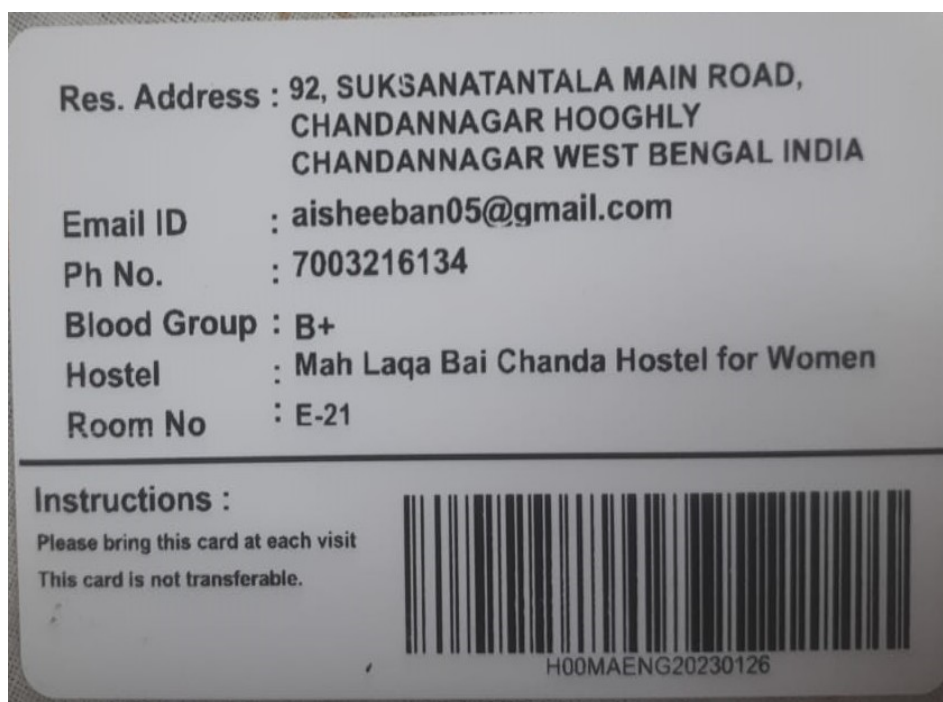 Res. Address : 92, SUKSANATANTALA MAIN ROAD,
CHANDANNAGAR HOOGHLY
CHANDANNAGAR WEST BENGAL INDIA
Email ID : aisheeban05@gmail.com
Ph No. : 7003216134
Blood Group : B+
Hostel : Mah Laqa Bai Chanda Hostel for Women
Room No : E-21
Instructions :
Please bring this card at each visit
This card is not transferable.
H00MAENG20230126